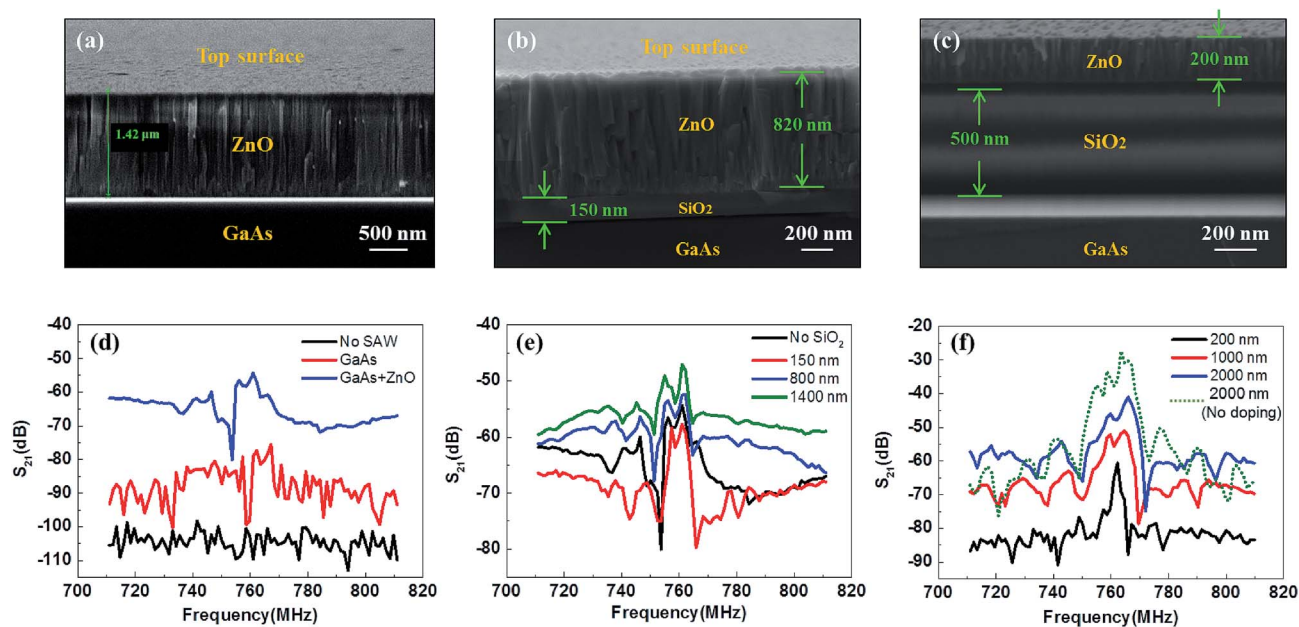 (a)
Top surface
1.42 μm
ZnO
GaAs
500 nm
(b)
Top surface
ZnO
820 nm
150 nm
SiO2
GaAs
200 nm
(c)
ZnO
200 nm
500 nm
SiO2
GaAs
200 nm
(d)
No SAW
GaAs
GaAs+ZnO
-40
-50
-60
-70
-80
-90
-100
-110
S21(dB)
700 720 740 760 780 800 820
Frequency(MHz)
(e)
No SiO2
150 nm
800 nm
1400 nm
-40
-50
-60
-70
-80
S21(dB)
700 720 740 760 780 800 820
Frequency(MHz)
(f)
200 nm
1000 nm
2000 nm
2000 nm
(No doping)
-20
-30
-40
-50
-60
-70
-80
-90
S21(dB)
700 720 740 760 780 800 820
Frequency(MHz)